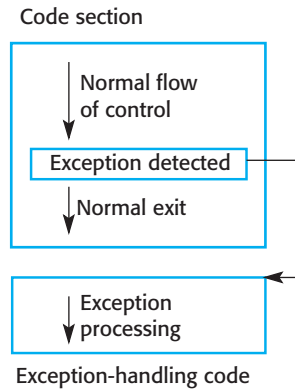 Code section
Normal flow
of control
Exception detected
Normal exit
Exception
processing
Exception-handling code